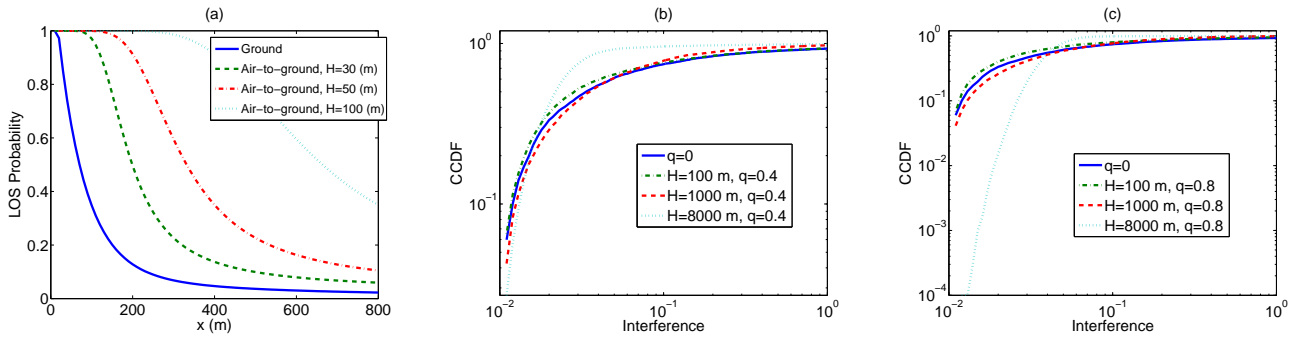 (a)
LOS Probability
1
0.8
0.6
0.4
0.2
0
0 200 400 600 800
x (m)
Ground
Air−to−ground, H=30 (m)
Air−to−ground, H=50 (m)
Air−to−ground, H=100 (m)
(b)
CCDF
10^0
10^−1
10^−2 10^−1 10^0
Interference
q=0
H=100 m, q=0.4
H=1000 m, q=0.4
H=8000 m, q=0.4
(c)
CCDF
10^0
10^−1
10^−2
10^−3
10^−4
10^−2 10^−1 10^0
Interference
q=0
H=100 m, q=0.8
H=1000 m, q=0.8
H=8000 m, q=0.8